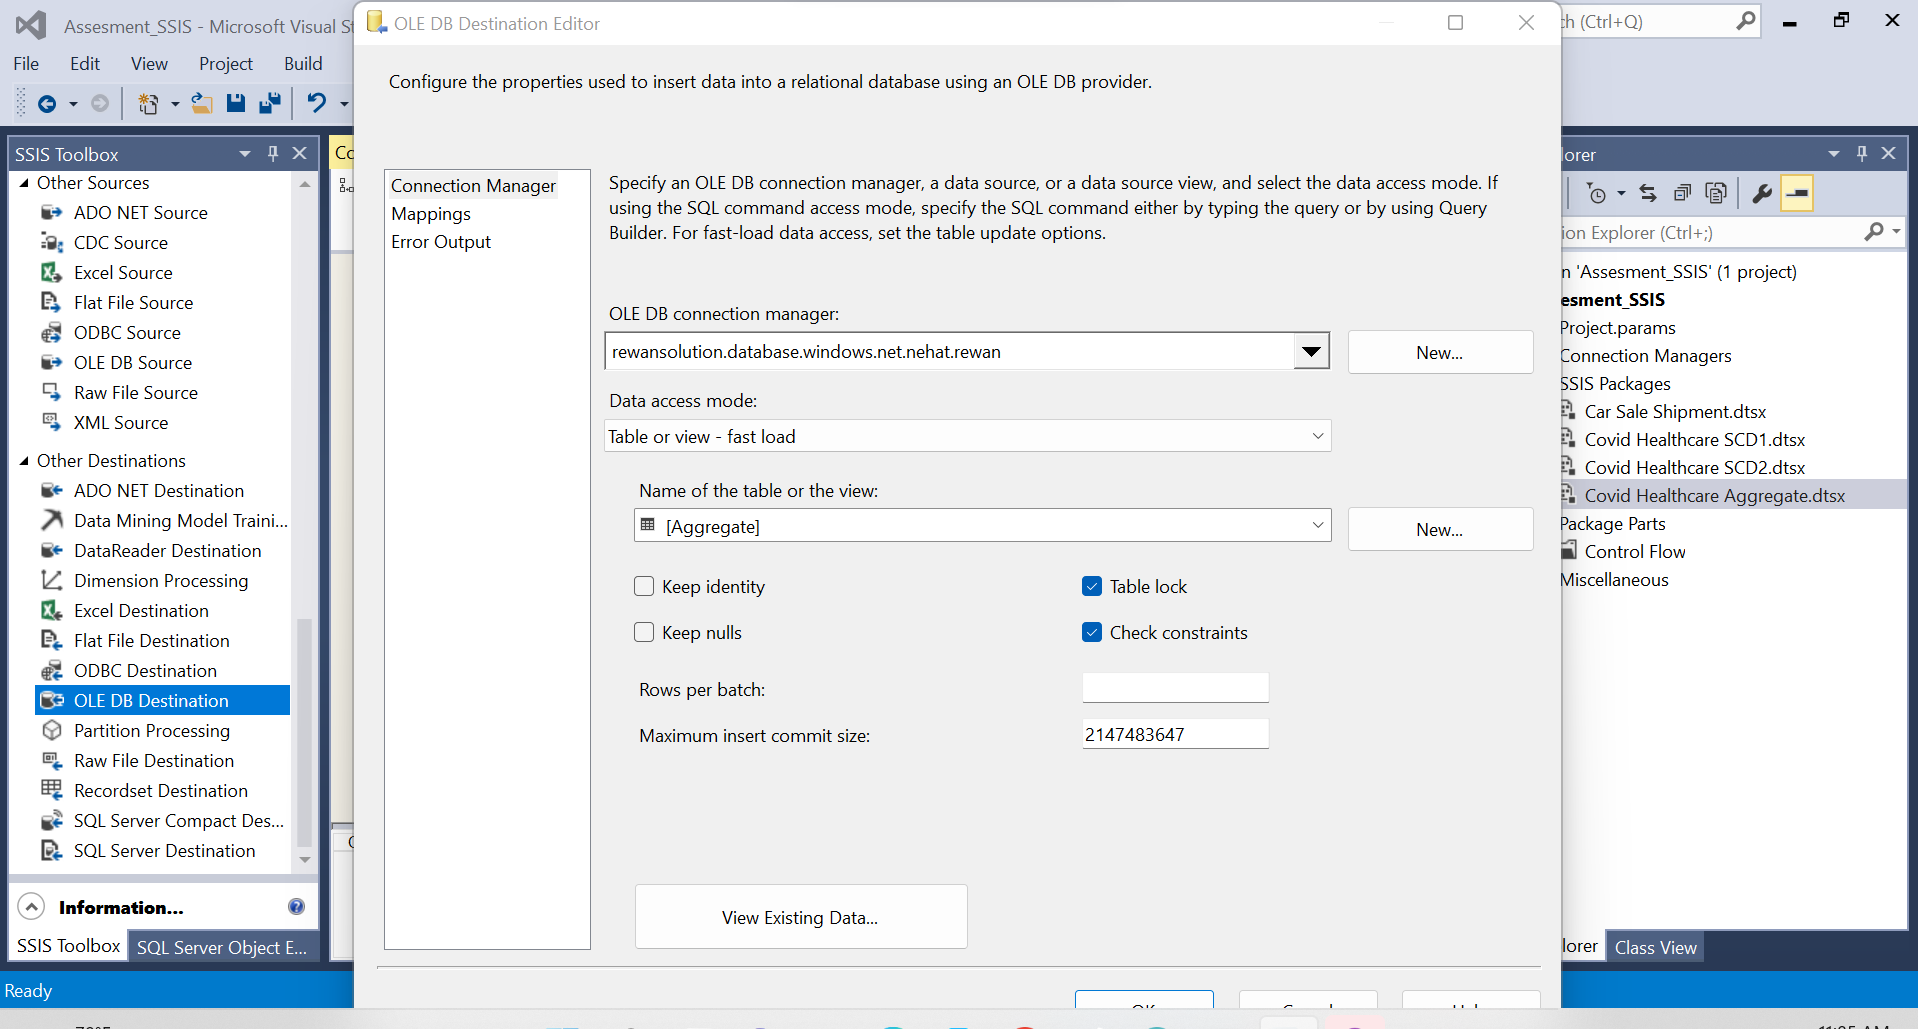 Assesment_SSIS - Microsoft Visual St
ch (Ctrl+Q)
File Edit View Project Build
SSIS Toolbox
Other Sources
ADO NET Source
CDC Source
Excel Source
Flat File Source
ODBC Source
OLE DB Source
Raw File Source
XML Source
Other Destinations
ADO NET Destination
Data Mining Model Traini...
DataReader Destination
Dimension Processing
Excel Destination
Flat File Destination
ODBC Destination
OLE DB Destination
Partition Processing
Raw File Destination
Recordset Destination
SQL Server Compact Des...
SQL Server Destination
Information...
SSIS Toolbox SQL Server Object E...
Ready
Co
OLE DB Destination Editor
Configure the properties used to insert data into a relational database using an OLE DB provider.
Connection Manager
Mappings
Error Output
Specify an OLE DB connection manager, a data source, or a data source view, and select the data access mode. If
using the SQL command access mode, specify the SQL command either by typing the query or by using Query
Builder. For fast-load data access, set the table update options.
OLE DB connection manager:
rewansolution.database.windows.net.nehat.rewan
New...
Data access mode:
Table or view - fast load
Name of the table or the view:
[Aggregate]
New...
Keep identity
Table lock
Keep nulls
Check constraints
Rows per batch:
Maximum insert commit size:
2147483647
View Existing Data...
lorer
ion Explorer (Ctrl+;)
n 'Assesment_SSIS' (1 project)
esment_SSIS
Project.params
Connection Managers
SSIS Packages
Car Sale Shipment.dtsx
Covid Healthcare SCD1.dtsx
Covid Healthcare SCD2.dtsx
Covid Healthcare Aggregate.dtsx
Package Parts
Control Flow
Miscellaneous
lorer Class View